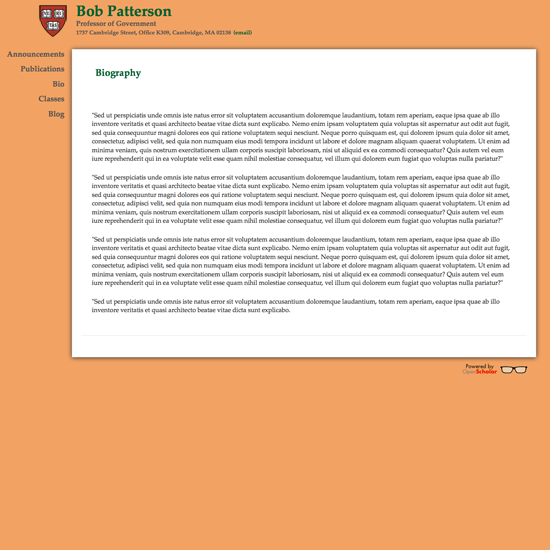 Bob Patterson
Professor of Government
1737 Cambridge Street, Office K309, Cambridge, MA 02138 (email)
Announcements
Publications
Bio
Classes
Blog
Biography
"Sed ut perspiciatis unde omnis iste natus error sit voluptatem accusantium doloremque laudantium, totam rem aperiam, eaque ipsa quae ab illo
inventore veritatis et quasi architecto beatae vitae dicta sunt explicabo. Nemo enim ipsam voluptatem quia voluptas sit aspernatur aut odit aut fugit,
sed quia consequuntur magni dolores eos qui ratione voluptatem sequi nesciunt. Neque porro quisquam est, qui dolorem ipsum quia dolor sit amet,
consectetur, adipisci velit, sed quia non numquam eius modi tempora incidunt ut labore et dolore magnam aliquam quaerat voluptatem. Ut enim ad
minima veniam, quis nostrum exercitationem ullam corporis suscipit laboriosam, nisi ut aliquid ex ea commodi consequatur? Quis autem vel eum
iure reprehenderit qui in ea voluptate velit esse quam nihil molestiae consequatur, vel illum qui dolorem eum fugiat quo voluptas nulla pariatur?"
"Sed ut perspiciatis unde omnis iste natus error sit voluptatem accusantium doloremque laudantium, totam rem aperiam, eaque ipsa quae ab illo
inventore veritatis et quasi architecto beatae vitae dicta sunt explicabo. Nemo enim ipsam voluptatem quia voluptas sit aspernatur aut odit aut fugit,
sed quia consequuntur magni dolores eos qui ratione voluptatem sequi nesciunt. Neque porro quisquam est, qui dolorem ipsum quia dolor sit amet,
consectetur, adipisci velit, sed quia non numquam eius modi tempora incidunt ut labore et dolore magnam aliquam quaerat voluptatem. Ut enim ad
minima veniam, quis nostrum exercitationem ullam corporis suscipit laboriosam, nisi ut aliquid ex ea commodi consequatur? Quis autem vel eum
iure reprehenderit qui in ea voluptate velit esse quam nihil molestiae consequatur, vel illum qui dolorem eum fugiat quo voluptas nulla pariatur?"
"Sed ut perspiciatis unde omnis iste natus error sit voluptatem accusantium doloremque laudantium, totam rem aperiam, eaque ipsa quae ab illo
inventore veritatis et quasi architecto beatae vitae dicta sunt explicabo. Nemo enim ipsam voluptatem quia voluptas sit aspernatur aut odit aut fugit,
sed quia consequuntur magni dolores eos qui ratione voluptatem sequi nesciunt. Neque porro quisquam est, qui dolorem ipsum quia dolor sit amet,
consectetur, adipisci velit, sed quia non numquam eius modi tempora incidunt ut labore et dolore magnam aliquam quaerat voluptatem. Ut enim ad
minima veniam, quis nostrum exercitationem ullam corporis suscipit laboriosam, nisi ut aliquid ex ea commodi consequatur? Quis autem vel eum
iure reprehenderit qui in ea voluptate velit esse quam nihil molestiae consequatur, vel illum qui dolorem eum fugiat quo voluptas nulla pariatur?"
"Sed ut perspiciatis unde omnis iste natus error sit voluptatem accusantium doloremque laudantium, totam rem aperiam, eaque ipsa quae ab illo
inventore veritatis et quasi architecto beatae vitae dicta sunt explicabo.
Powered by
OpenScholar